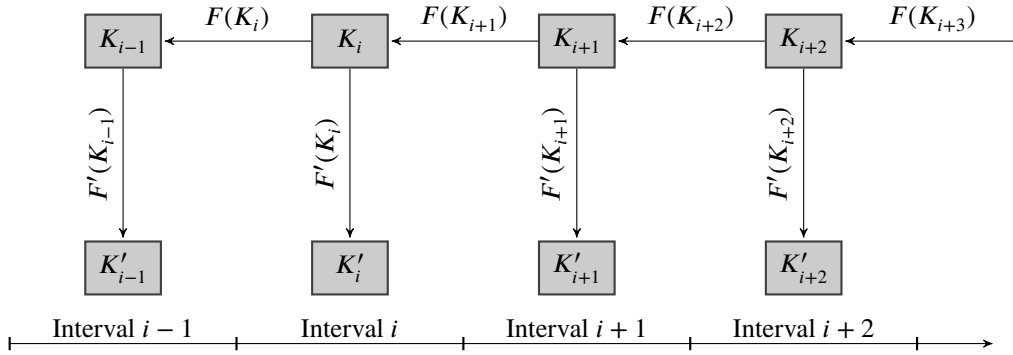 F(K_i) F(K_{i+1}) F(K_{i+2}) F(K_{i+3})
K_{i−1} K_i K_{i+1} K_{i+2}
F′(K_{i−1}) F′(K_i) F′(K_{i+1}) F′(K_{i+2})
K′_{i−1} K′_i K′_{i+1} K′_{i+2}
Interval i − 1 Interval i Interval i + 1 Interval i + 2